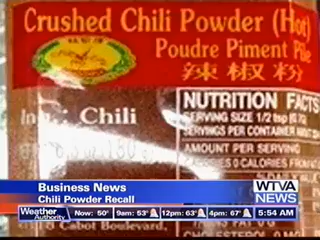 Crushed Chili Powder (Hot)
Poudre Piment
辣椒粉
Chili
NUTRITION FACTS
SERVING SIZE 1/2 tsp
SERVINGS PER CONTAINER
AMOUNT PER SERVING
CALORIES 0 CALORIES FROM
Business News
Chili Powder Recall
WTVA
NEWS
Weather
Authority
Now: 50° 9am: 53° 12pm: 63° 4pm: 67°
5:54 AM
Cabot Boulevard,